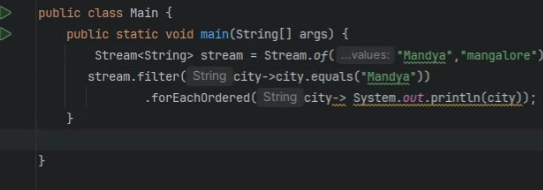 public class Main {
public static void main(String[] args) {
Stream<String> stream = Stream.of( ...values: "Mandya","mangalore")
stream.filter( String city->city.equals("Mandya"))
.forEachOrdered( String city-> System.out.println(city));
}
}